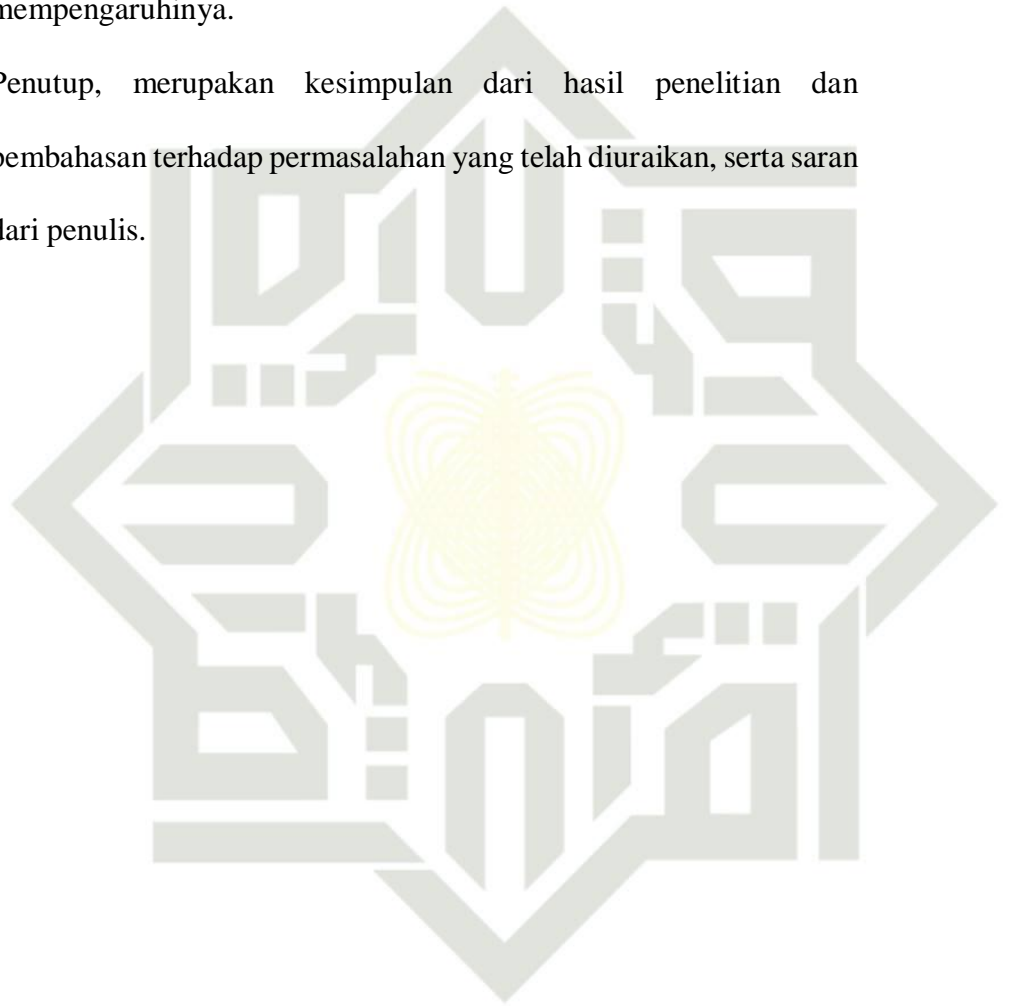 mempengaruhinya.
Penutup, merupakan kesimpulan dari hasil penelitian dan
pembahasan terhadap permasalahan yang telah diuraikan, serta saran
dari penulis.